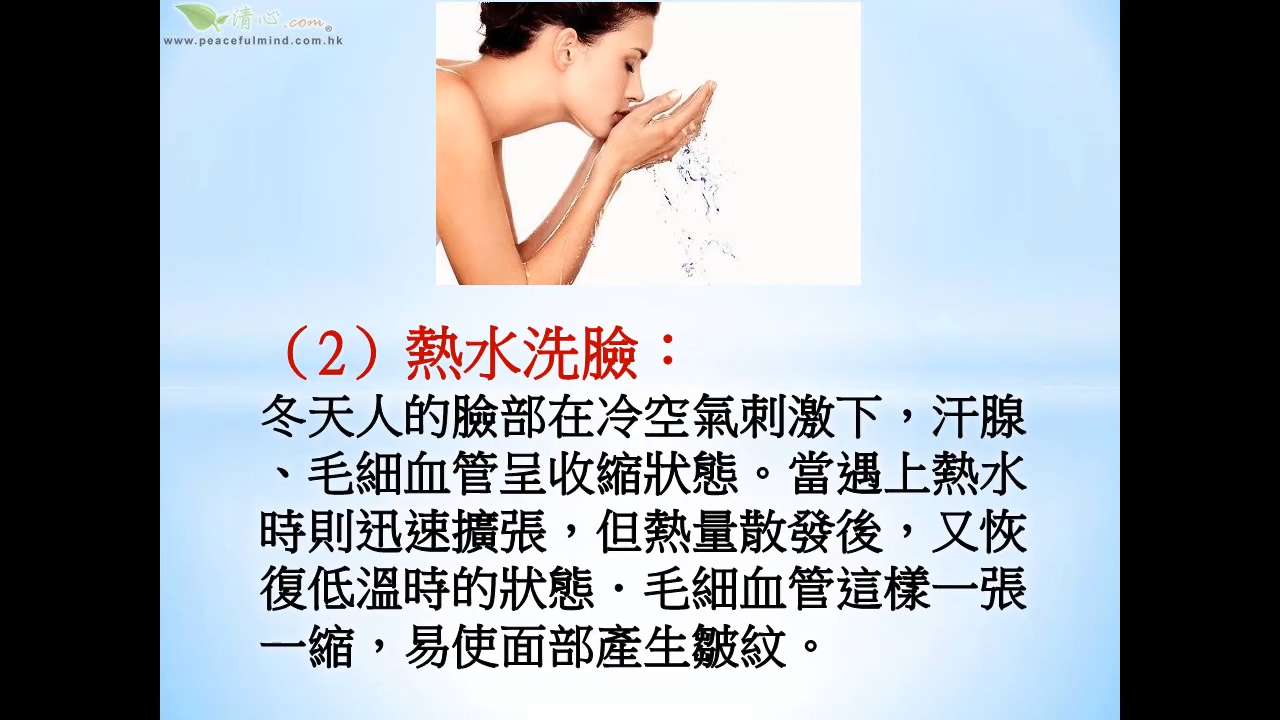 清心.com®
www.peacefulmind.com.hk
（2）熱水洗臉：
冬天人的臉部在冷空氣刺激下，汗腺
、毛細血管呈收縮狀態。當遇上熱水
時則迅速擴張，但熱量散發後，又恢
復低溫時的狀態．毛細血管這樣一張
一縮，易使面部產生皺紋。